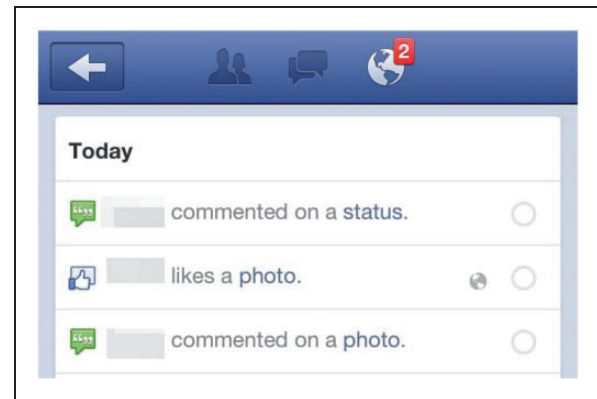 2
Today
commented on a status.
likes a photo.
commented on a photo.